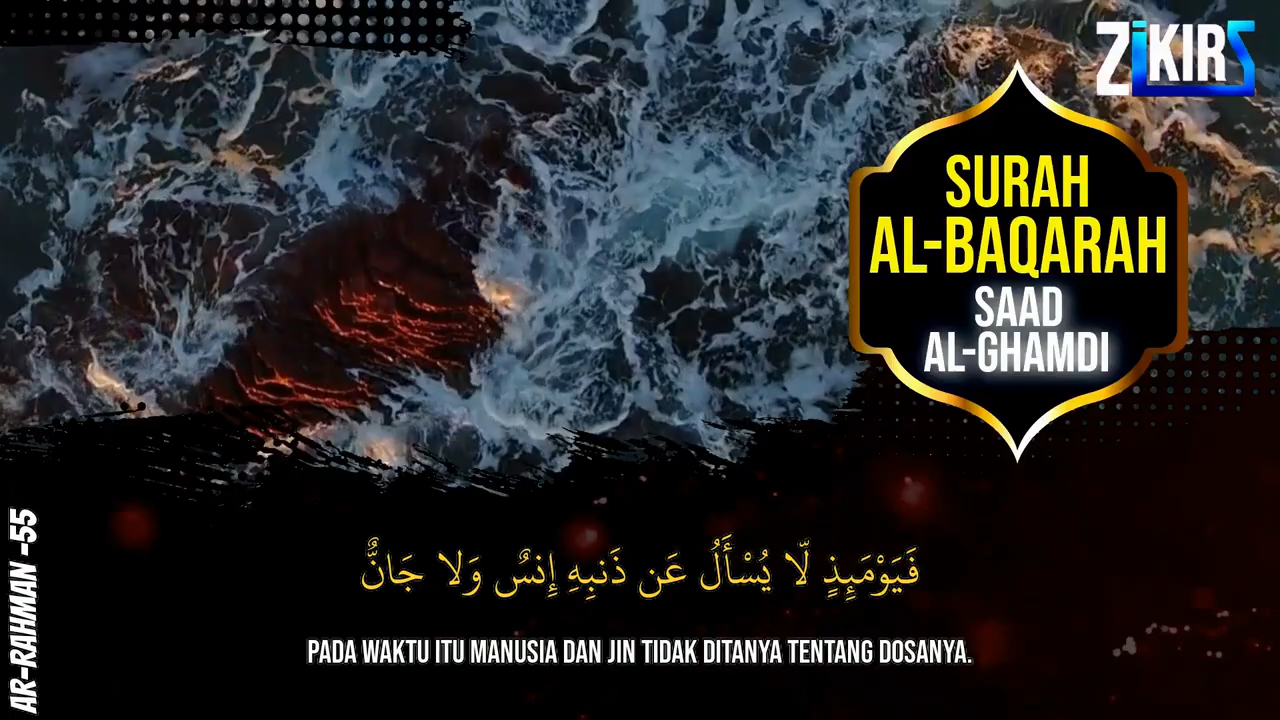 ZiKIRS
SURAH
AL-BAQARAH
SAAD
AL-GHAMDI
فَيَوْمَىِٕذٍ لَّا يُسْأَلُ عَن ذَنبِهِ إِنسٌ وَلَا جَانٌّ
PADA WAKTU ITU MANUSIA DAN JIN TIDAK DITANYA TENTANG DOSANYA.
AR-RAHMAN -55